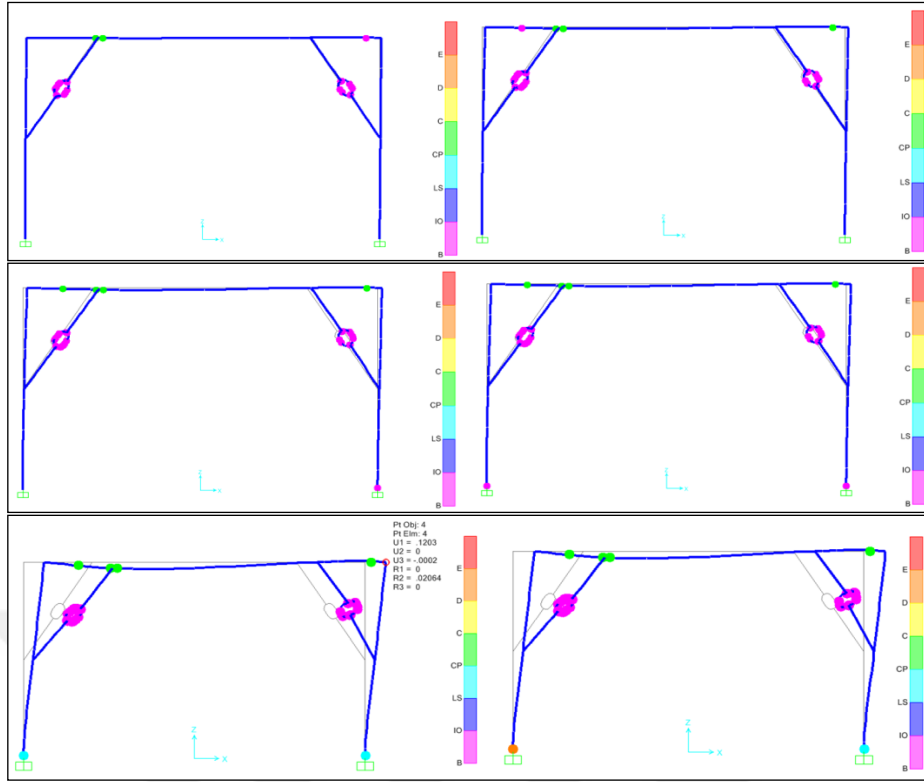 E
D
C
CP
LS
IO
B
Z
X
E
D
C
CP
LS
IO
B
Z
X
E
D
C
CP
LS
IO
B
Z
X
E
D
C
CP
LS
IO
B
Z
X
Pt Obj: 4
Pt Elm: 4
U1 = .1203
U2 = 0
U3 = -.0002
R1 = 0
R2 = .02064
R3 = 0
E
D
C
CP
LS
IO
B
Z
X
E
D
C
CP
LS
IO
B
Z
X